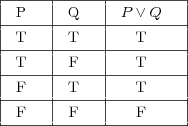 P Q P ∨ Q
T T T
T F T
F T T
F F F